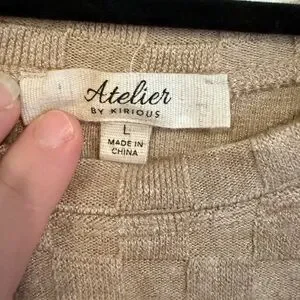 Atelier
BY KIRIOUS
L
MADE IN
CHINA